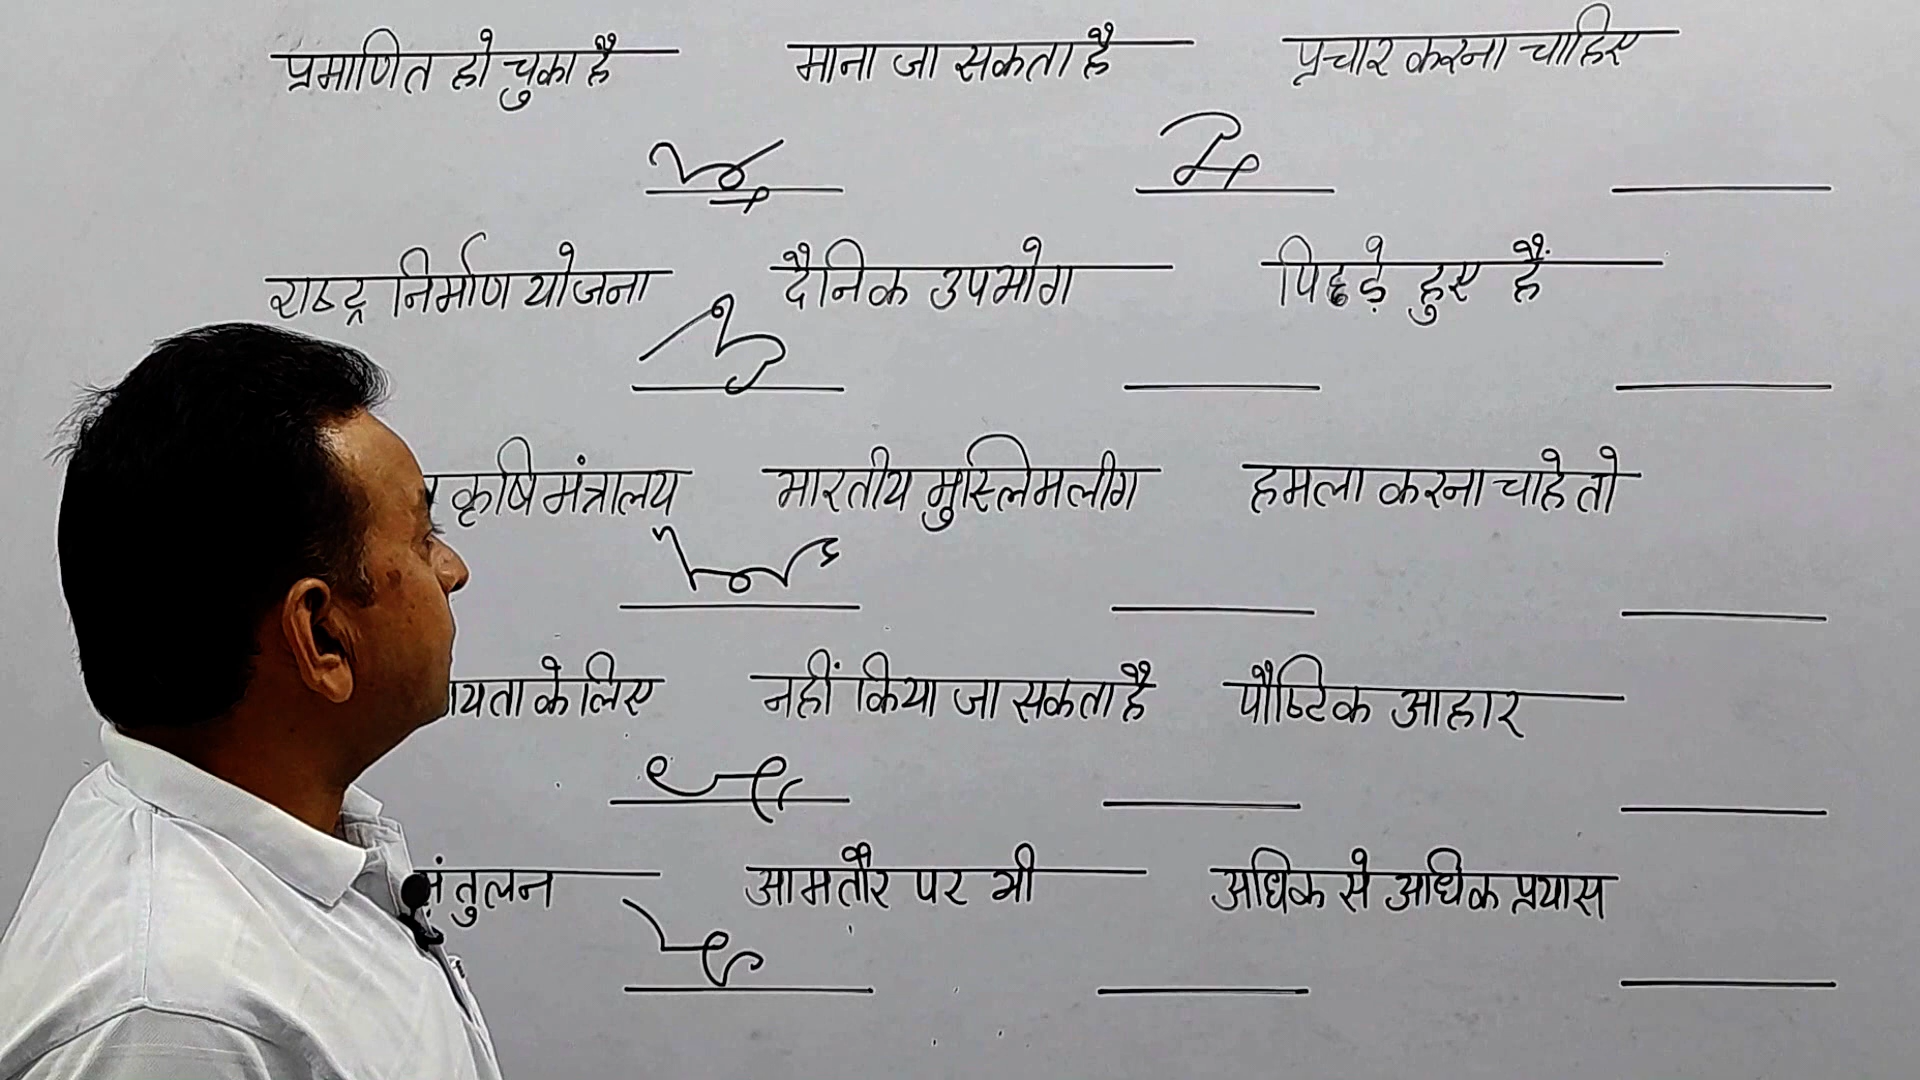 प्रमाणित हो चुका है माना जा सकता है प्रचार करना चाहिए
राष्ट्र निर्माण योजना दैनिक उपभोग पिछड़े हुए हैं
कृषि मंत्रालय भारतीय मुस्लिम लीग हमला करना चाहे तो
के लिए नहीं किया जा सकता है पौष्टिक आहार
संतुलन आमतौर पर भी अधिक से अधिक प्रयास